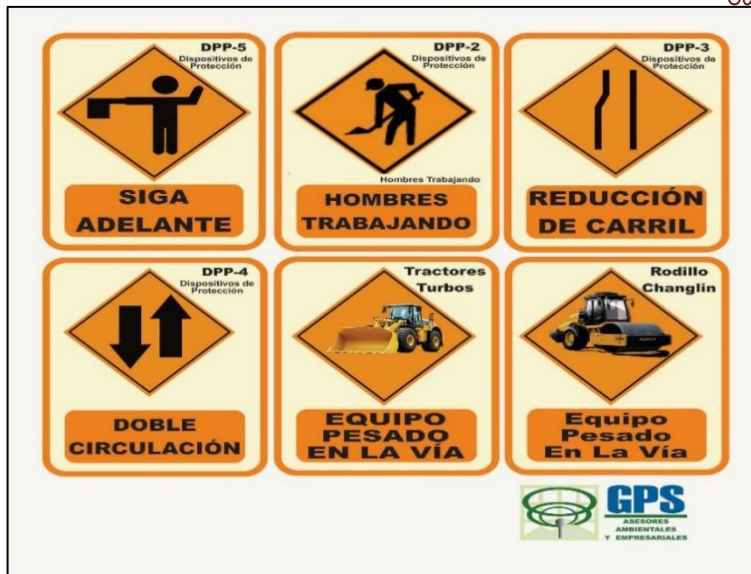 DPP-5
Dispositivos de
Protección
SIGA
ADELANTE
DPP-2
Dispositivos de
Protección
Hombres Trabajando
HOMBRES
TRABAJANDO
DPP-3
Dispositivos de
Protección
REDUCCIÓN
DE CARRIL
DPP-4
Dispositivos de
Protección
DOBLE
CIRCULACIÓN
Tractores
Turbos
EQUIPO
PESADO
EN LA VÍA
Rodillo
Changlin
Equipo
Pesado
En La Vía
GPS
ASESORES
AMBIENTALES
Y EMPRESARIALES